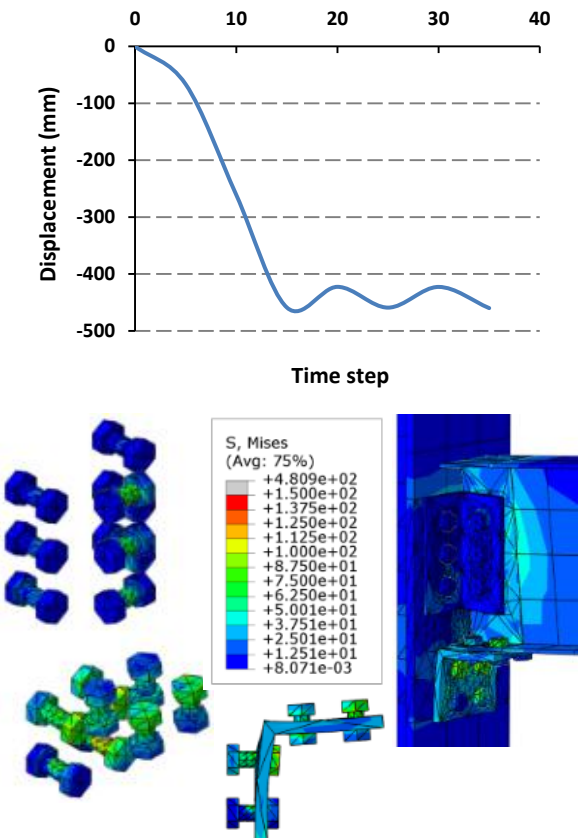 0 10 20 30 40
0
-100
-200
-300
-400
-500
Displacement (mm)
Time step
S, Mises
(Avg: 75%)
+4.809e+02
+1.500e+02
+1.375e+02
+1.250e+02
+1.125e+02
+1.000e+02
+8.750e+01
+7.500e+01
+6.250e+01
+5.001e+01
+3.751e+01
+2.501e+01
+1.251e+01
+8.071e-03